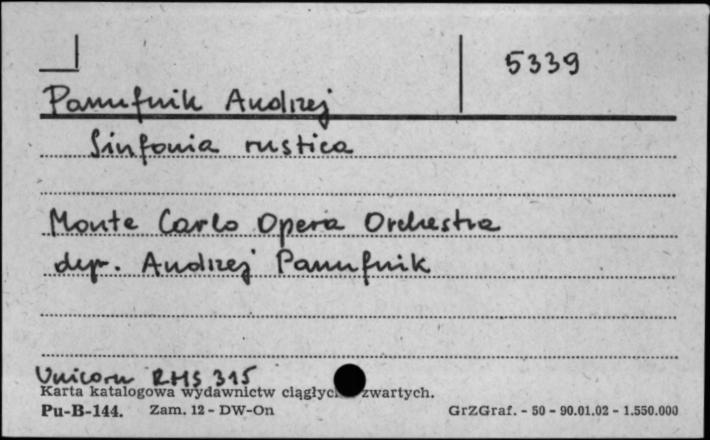 5339
Panufnik Andrzej
Sinfonia rustica
Monte Carlo Opera Orchestra
dyr. Andrzej Panufnik
Unicorn RHS 315
Karta katalogowa wydawnictw ciągłych zwartych.
Pu-B-144. Zam. 12 - DW-On GrZGraf. - 50 - 90.01.02 - 1.550.000